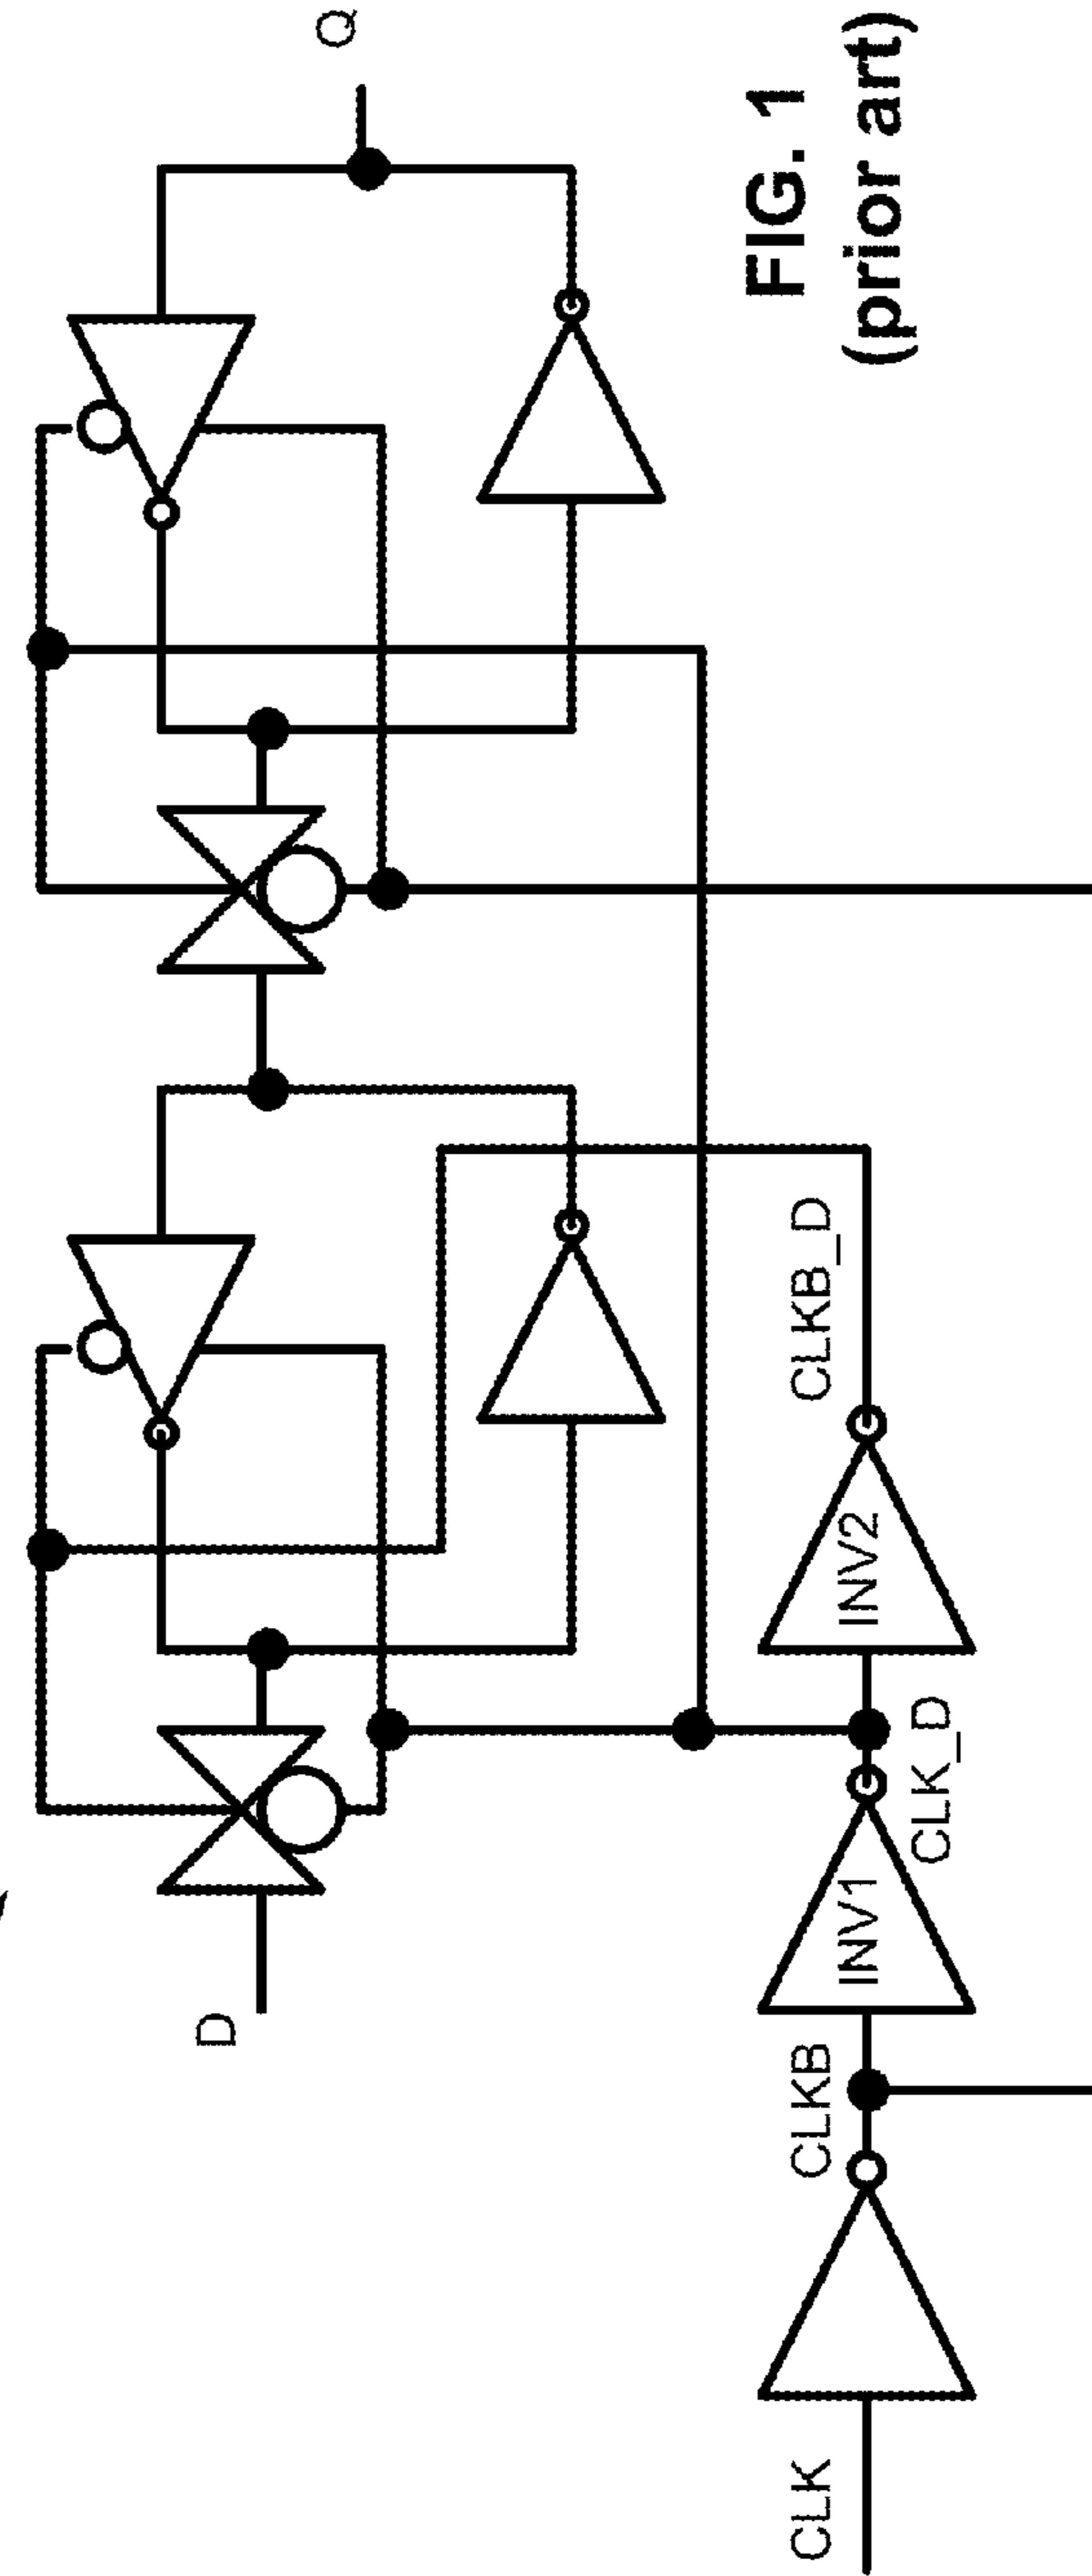 D
Q
CLK
CLKB
INV1
CLK_D
INV2
CLKB_D
FIG. 1
(prior art)